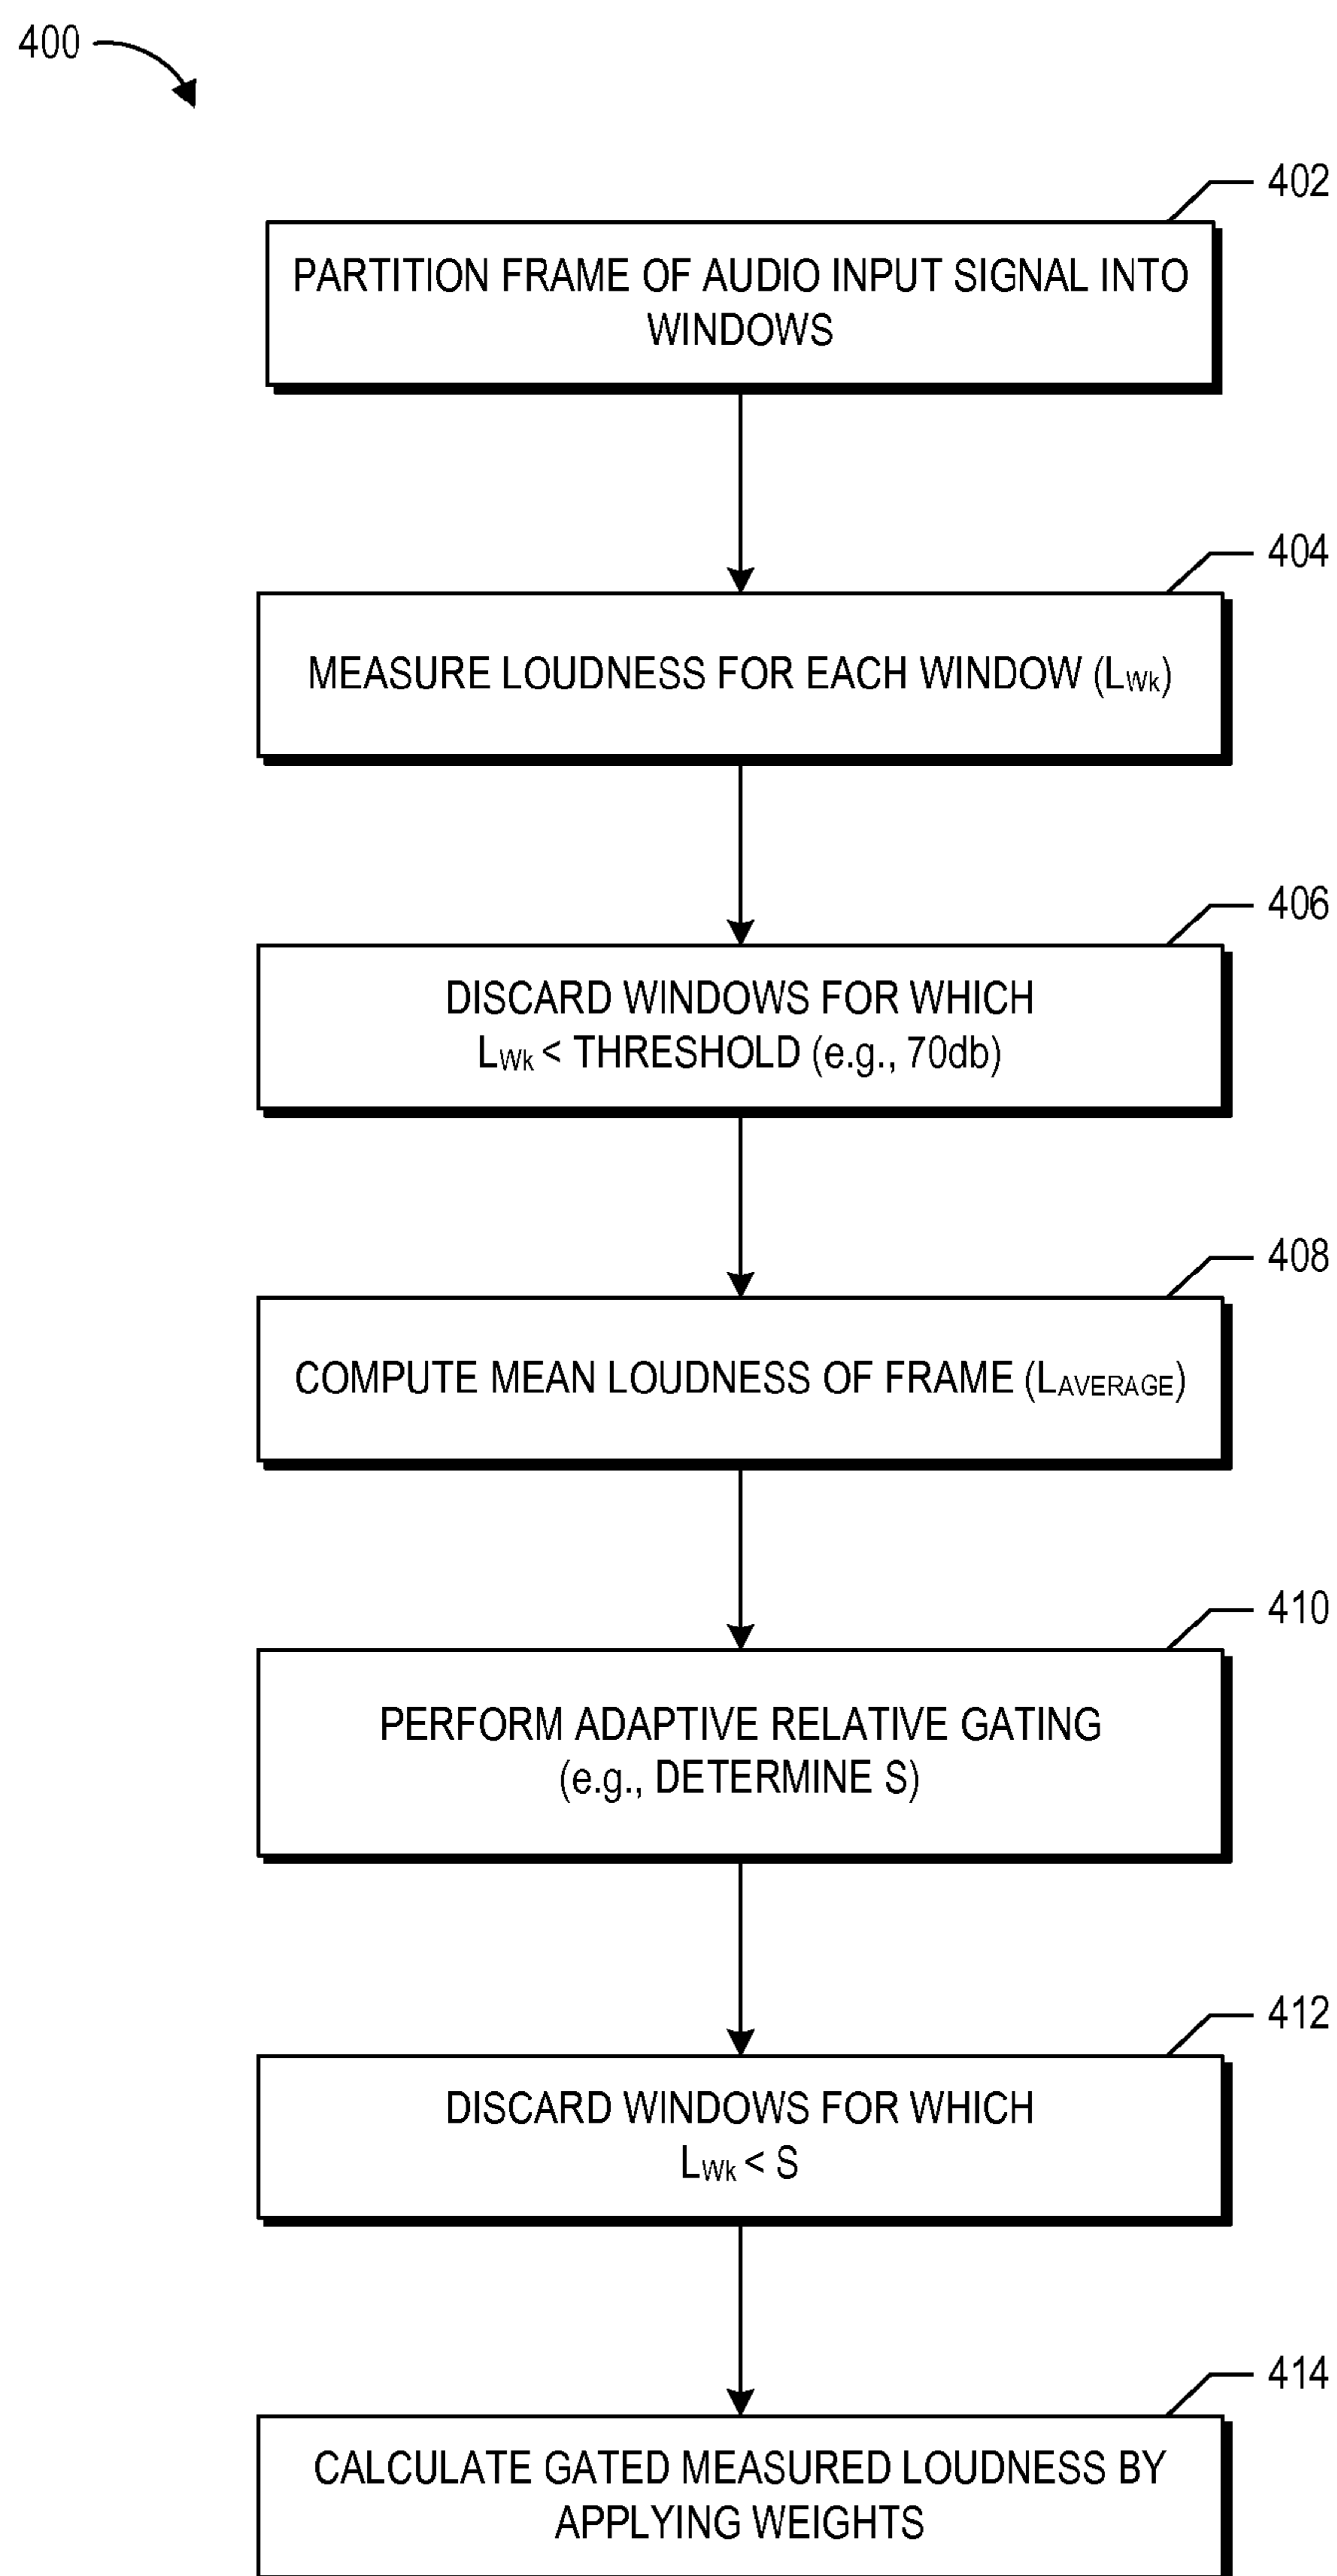 400
402
PARTITION FRAME OF AUDIO INPUT SIGNAL INTO
WINDOWS
404
MEASURE LOUDNESS FOR EACH WINDOW (LWk)
406
DISCARD WINDOWS FOR WHICH
LWk < THRESHOLD (e.g., 70db)
408
COMPUTE MEAN LOUDNESS OF FRAME (LAVERAGE)
410
PERFORM ADAPTIVE RELATIVE GATING
(e.g., DETERMINE S)
412
DISCARD WINDOWS FOR WHICH
LWk < S
414
CALCULATE GATED MEASURED LOUDNESS BY
APPLYING WEIGHTS